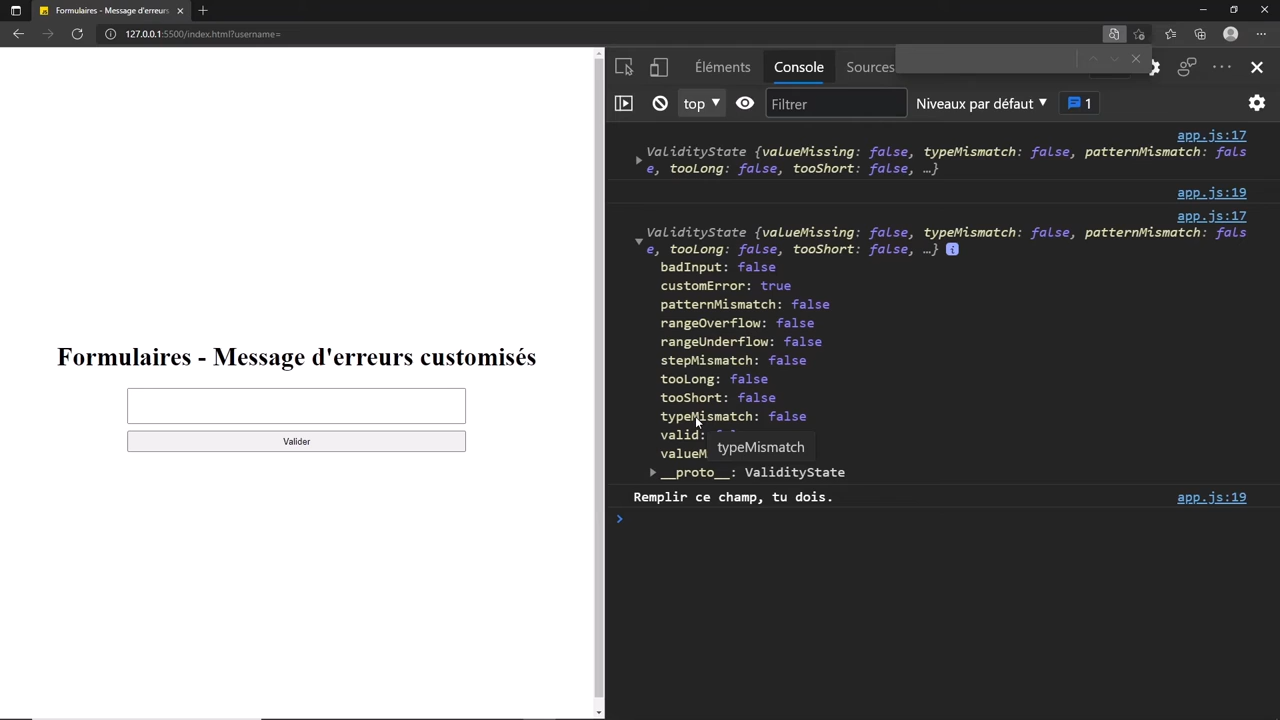 Formulaires - Message d'erreurs
127.0.0.1:5500/index.html?username=
Éléments
Console
Sources
top
Filtrer
Niveaux par défaut
1
app.js:17
ValidityState {valueMissing: false, typeMismatch: false, patternMismatch: fals
e, tooLong: false, tooShort: false, …}
app.js:19
app.js:17
ValidityState {valueMissing: false, typeMismatch: false, patternMismatch: fals
e, tooLong: false, tooShort: false, …} i
badInput: false
customError: true
patternMismatch: false
rangeOverflow: false
rangeUnderflow: false
stepMismatch: false
tooLong: false
tooShort: false
typeMismatch: false
valid:
typeMismatch
valueM
__proto__: ValidityState
Remplir ce champ, tu dois.
app.js:19
Formulaires - Message d'erreurs customisés
Valider